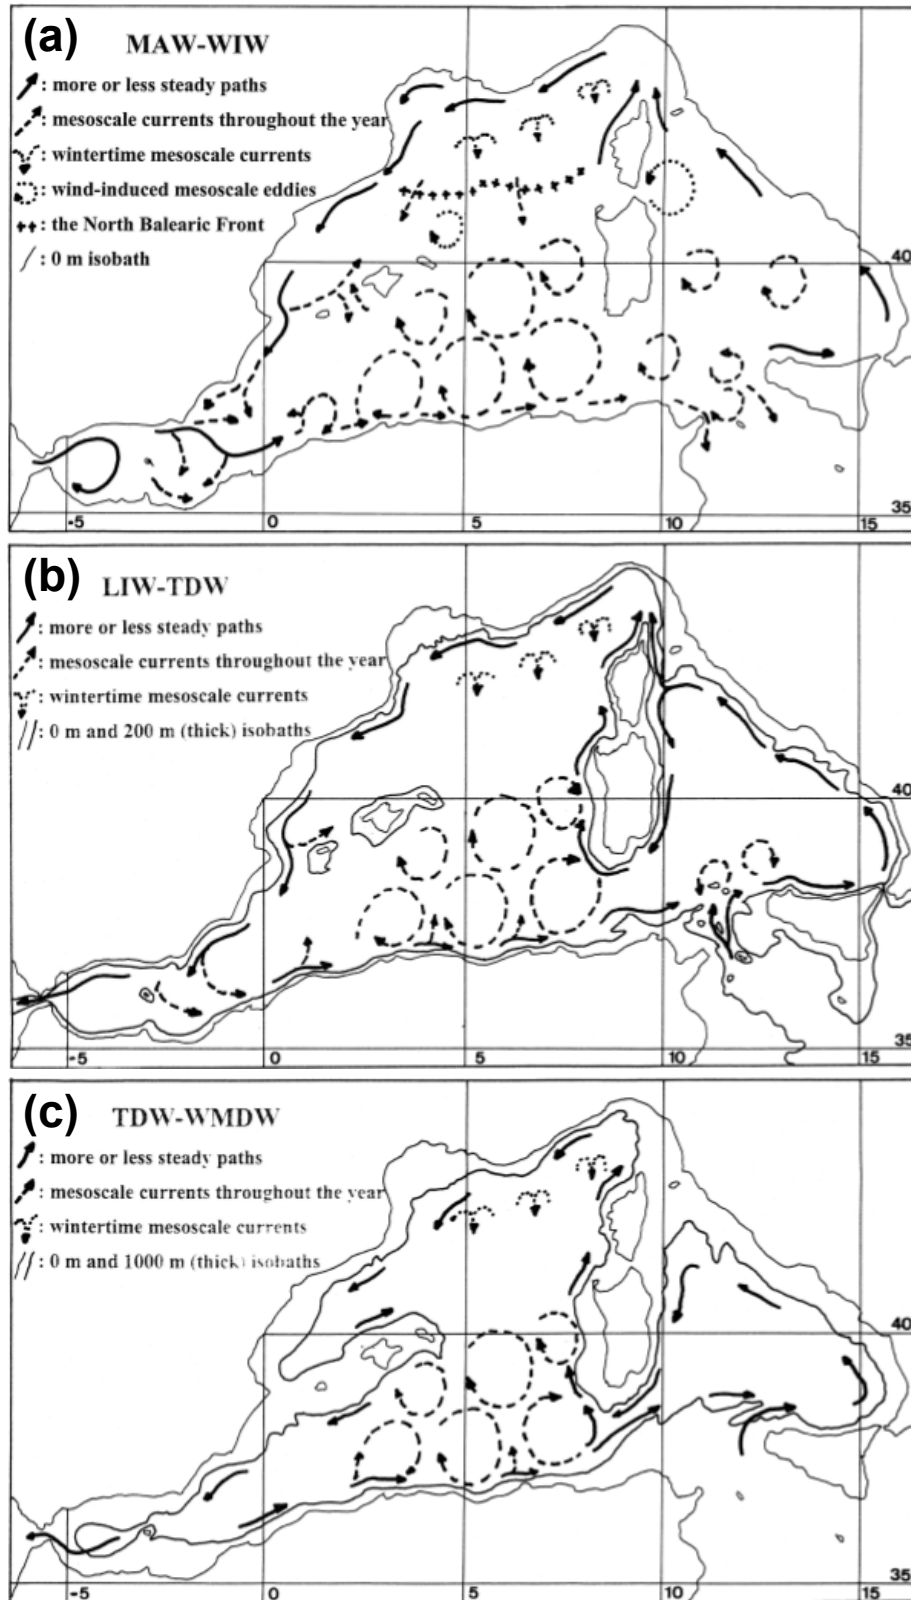 (a) MAW-WIW
: more or less steady paths
: mesoscale currents throughout the year
: wintertime mesoscale currents
: wind-induced mesoscale eddies
: the North Balearic Front
: 0 m isobath
40
35
-5 0 5 10 15
(b) LIW-TDW
: more or less steady paths
: mesoscale currents throughout the year
: wintertime mesoscale currents
: 0 m and 200 m (thick) isobaths
40
35
-5 0 5 10 15
(c) TDW-WMDW
: more or less steady paths
: mesoscale currents throughout the year
: wintertime mesoscale currents
: 0 m and 1000 m (thick) isobaths
40
35
-5 0 5 10 15